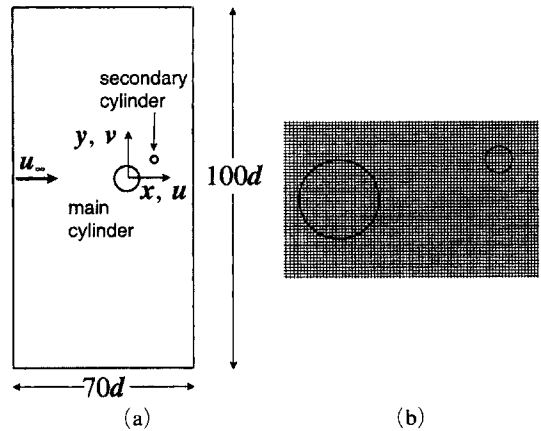 secondary
cylinder
y, v
u∞
x, u
main
cylinder
100d
70d
(a)
(b)